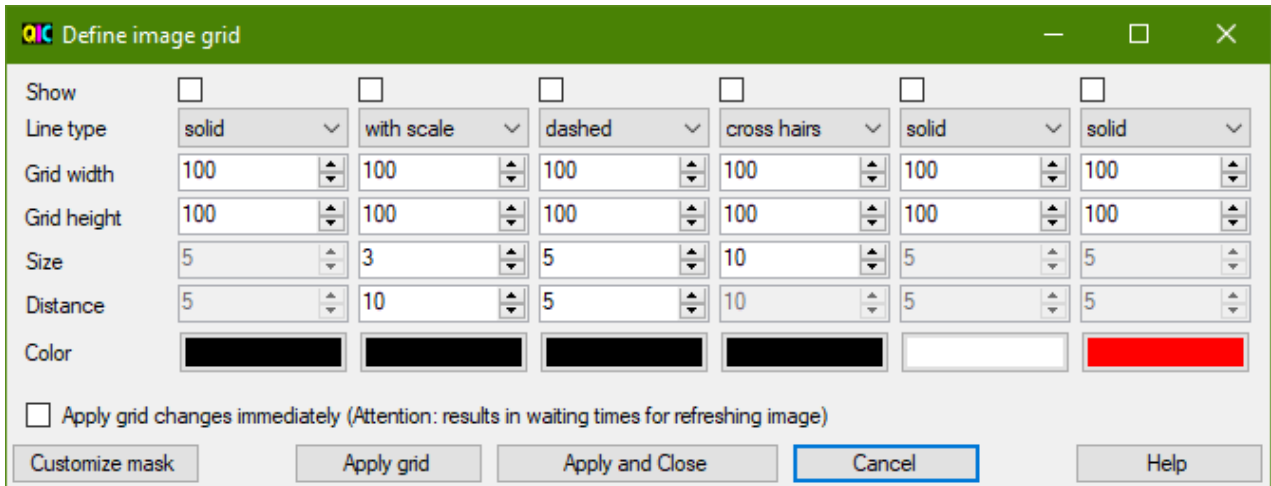 QIC Define image grid
Show
Line type solid with scale dashed cross hairs solid solid
Grid width 100 100 100 100 100 100
Grid height 100 100 100 100 100 100
Size 5 3 5 10 5 5
Distance 5 10 5 10 5 5
Color
Apply grid changes immediately (Attention: results in waiting times for refreshing image)
Customize mask Apply grid Apply and Close Cancel Help